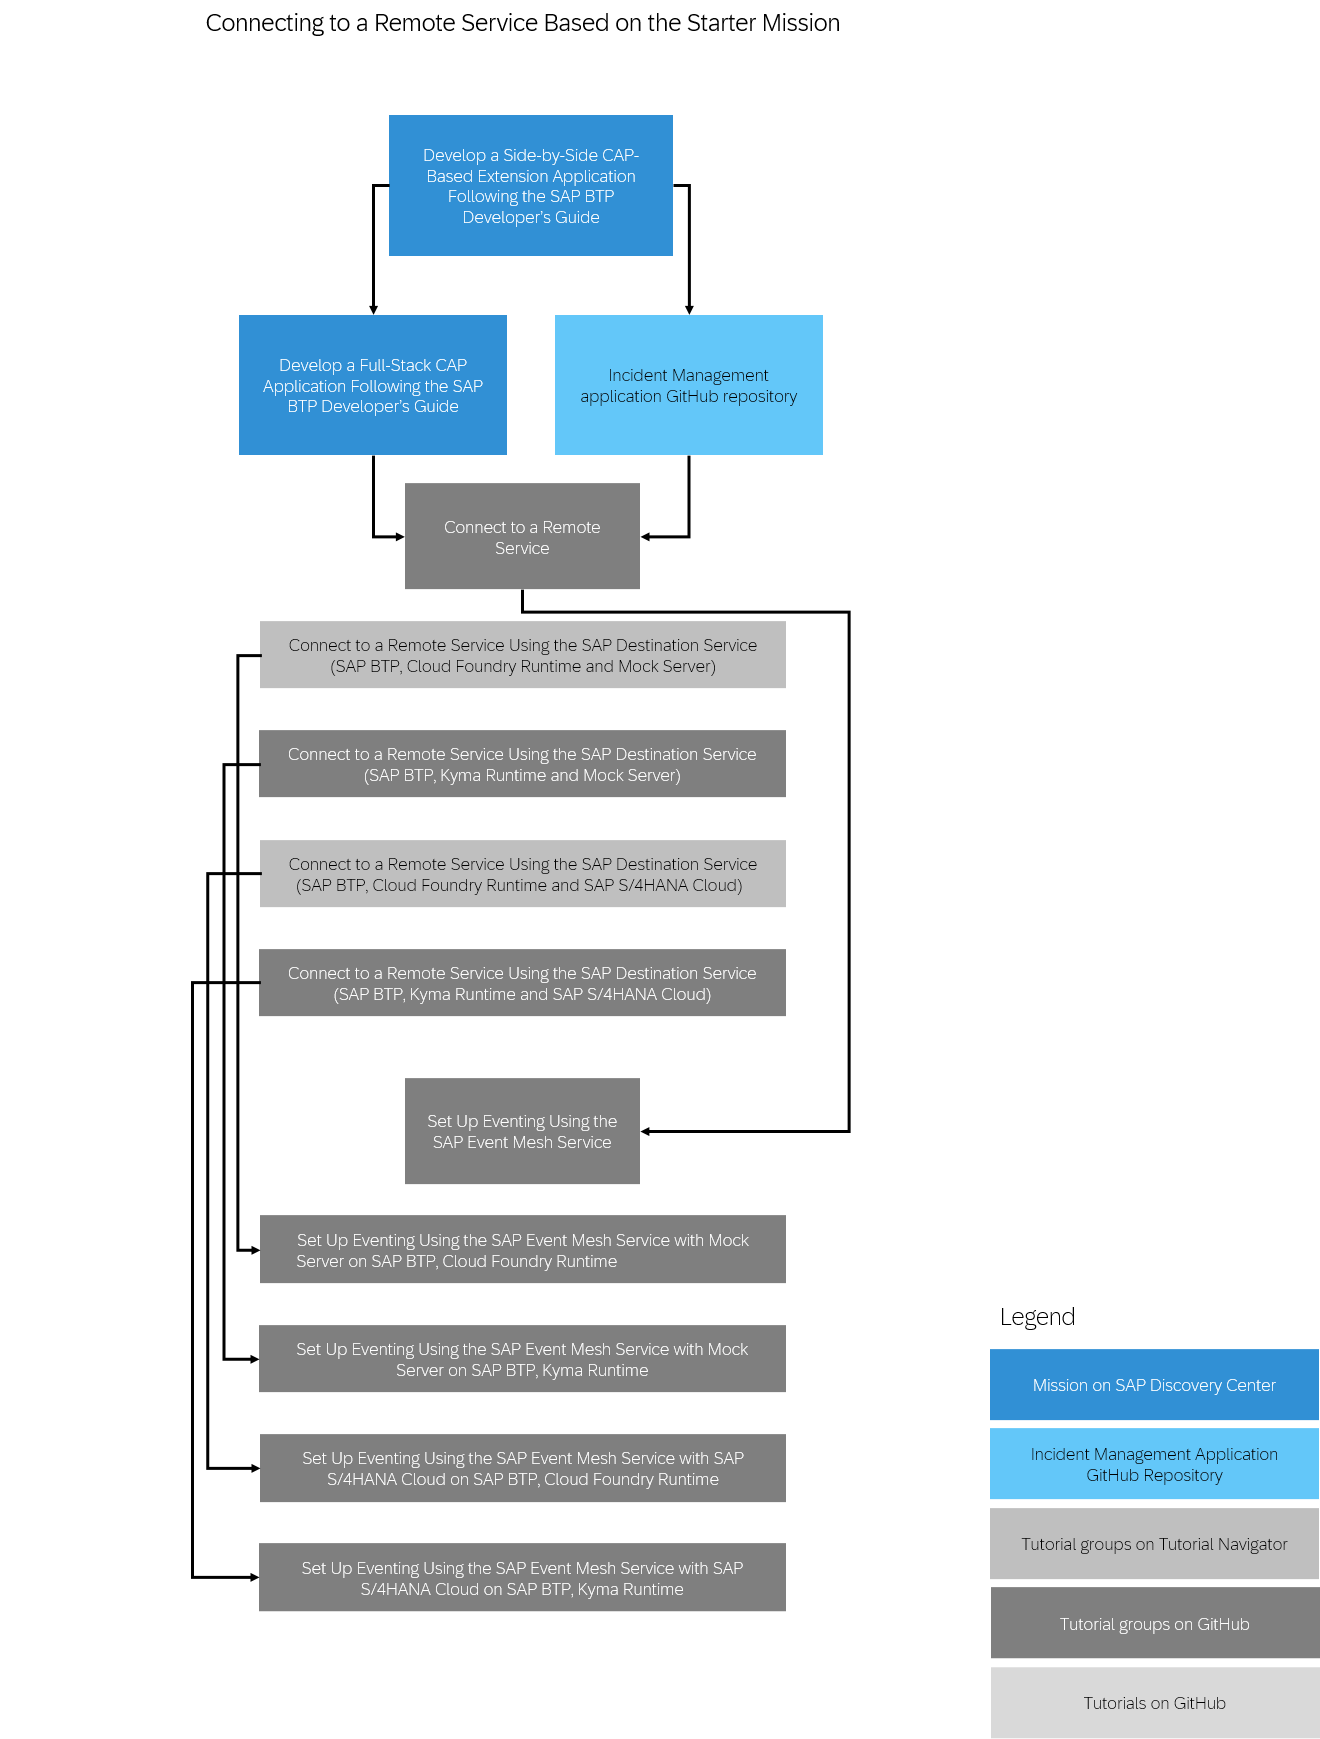 Connecting to a Remote Service Based on the Starter Mission
Develop a Side-by-Side CAP-
Based Extension Application
Following the SAP BTP
Developer's Guide
Develop a Full-Stack CAP
Application Following the SAP
BTP Developer's Guide
Incident Management
application GitHub repository
Connect to a Remote
Service
Connect to a Remote Service Using the SAP Destination Service
(SAP BTP, Cloud Foundry Runtime and Mock Server)
Connect to a Remote Service Using the SAP Destination Service
(SAP BTP, Kyma Runtime and Mock Server)
Connect to a Remote Service Using the SAP Destination Service
(SAP BTP, Cloud Foundry Runtime and SAP S/4HANA Cloud)
Connect to a Remote Service Using the SAP Destination Service
(SAP BTP, Kyma Runtime and SAP S/4HANA Cloud)
Set Up Eventing Using the
SAP Event Mesh Service
Set Up Eventing Using the SAP Event Mesh Service with Mock
Server on SAP BTP, Cloud Foundry Runtime
Set Up Eventing Using the SAP Event Mesh Service with Mock
Server on SAP BTP, Kyma Runtime
Set Up Eventing Using the SAP Event Mesh Service with SAP
S/4HANA Cloud on SAP BTP, Cloud Foundry Runtime
Set Up Eventing Using the SAP Event Mesh Service with SAP
S/4HANA Cloud on SAP BTP, Kyma Runtime
Legend
Mission on SAP Discovery Center
Incident Management Application
GitHub Repository
Tutorial groups on Tutorial Navigator
Tutorial groups on GitHub
Tutorials on GitHub